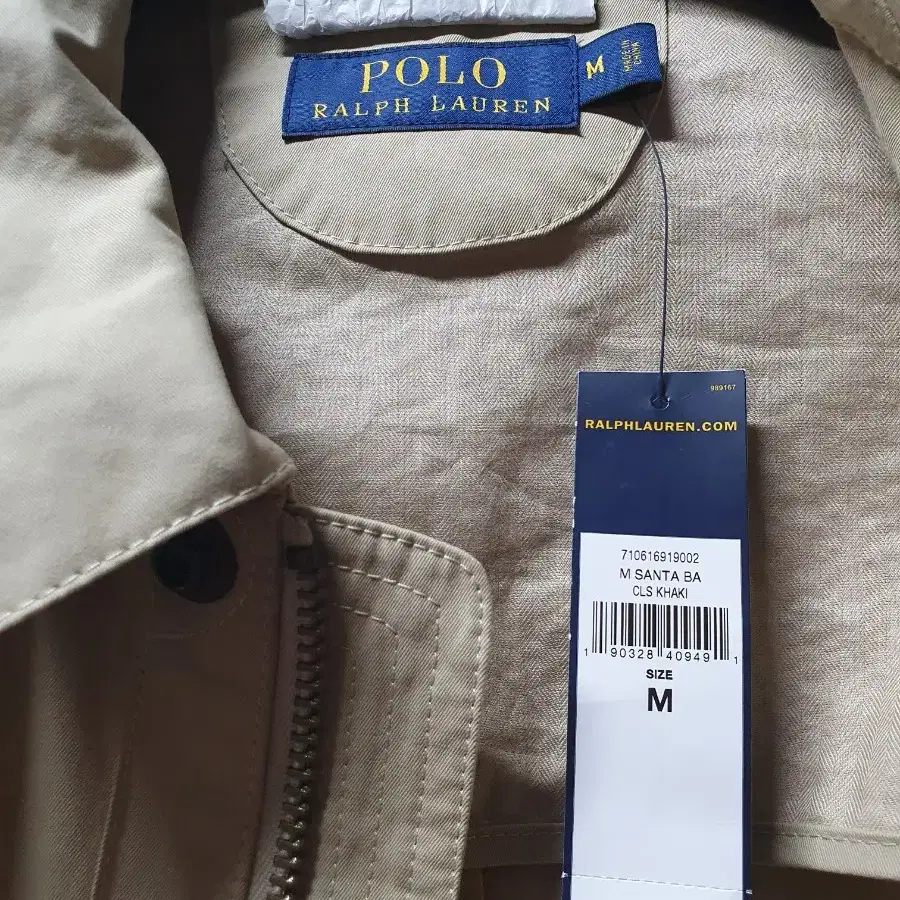 POLO
RALPH LAUREN
M
MADE IN
CHINA
989167
RALPHLAUREN.COM
710616919002
M SANTA BA
CLS KHAKI
1 90328 40949 1
SIZE
M